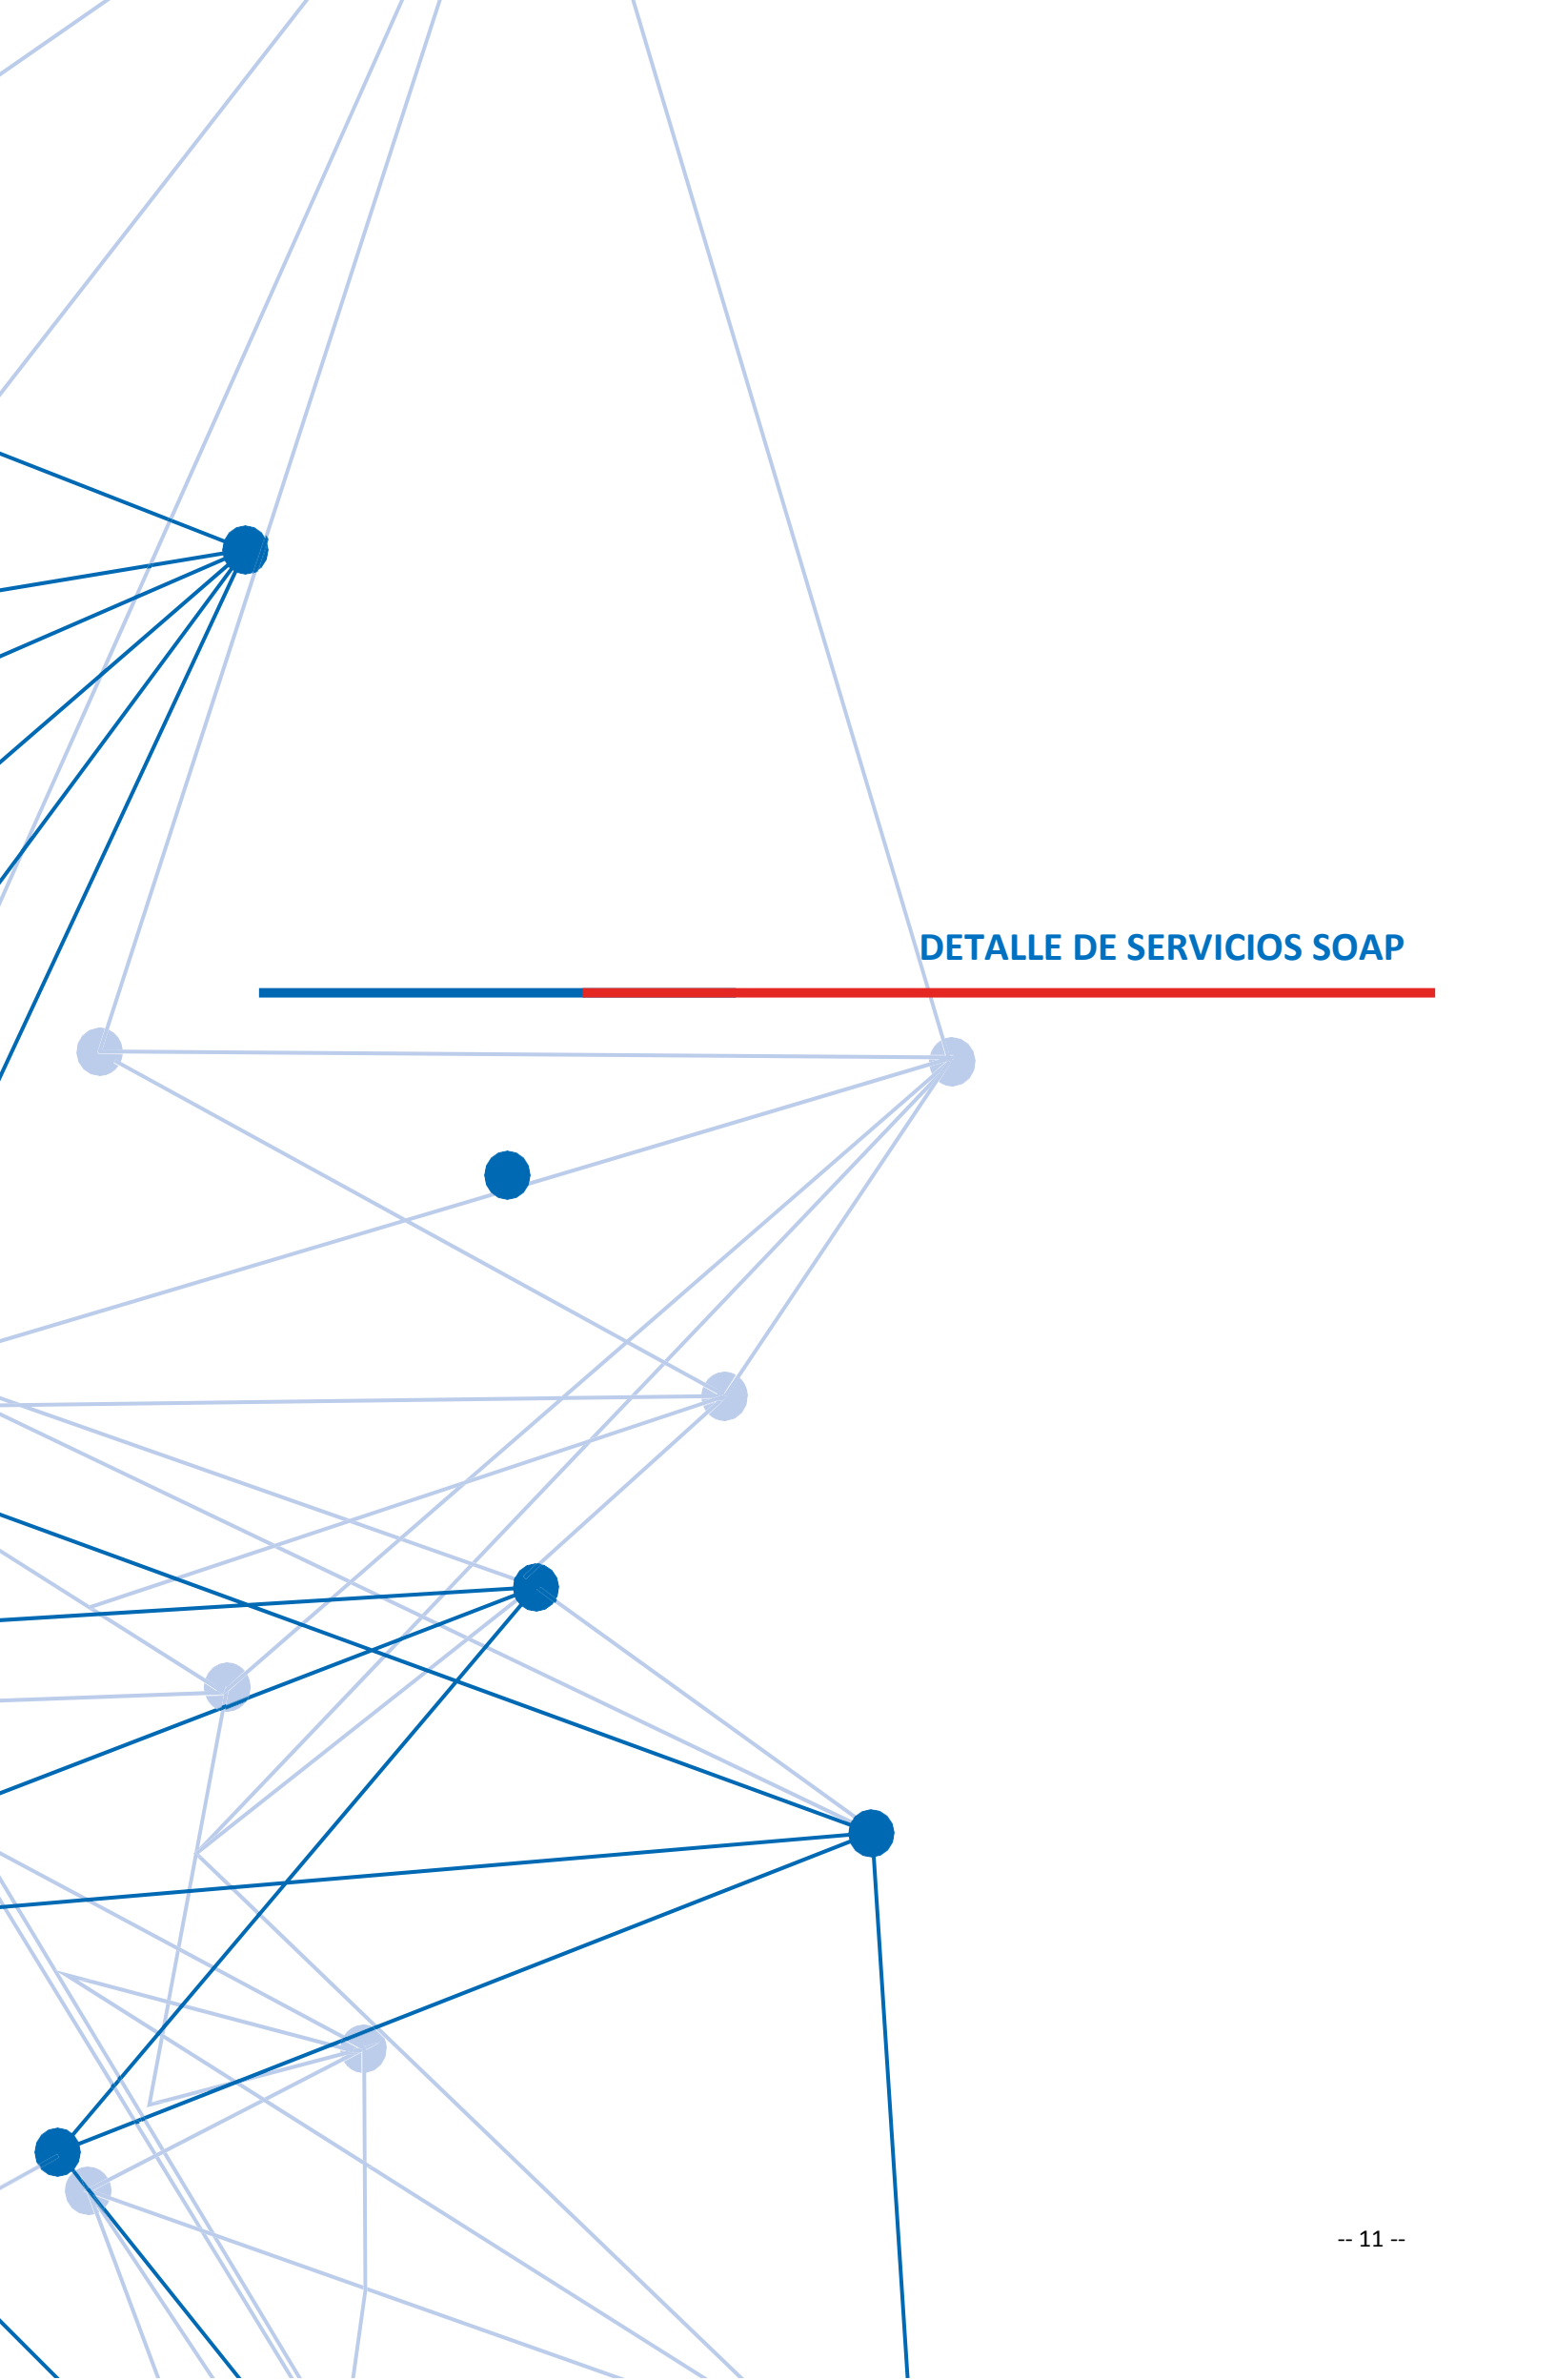 DETALLE DE SERVICIOS SOAP
-- 11 --